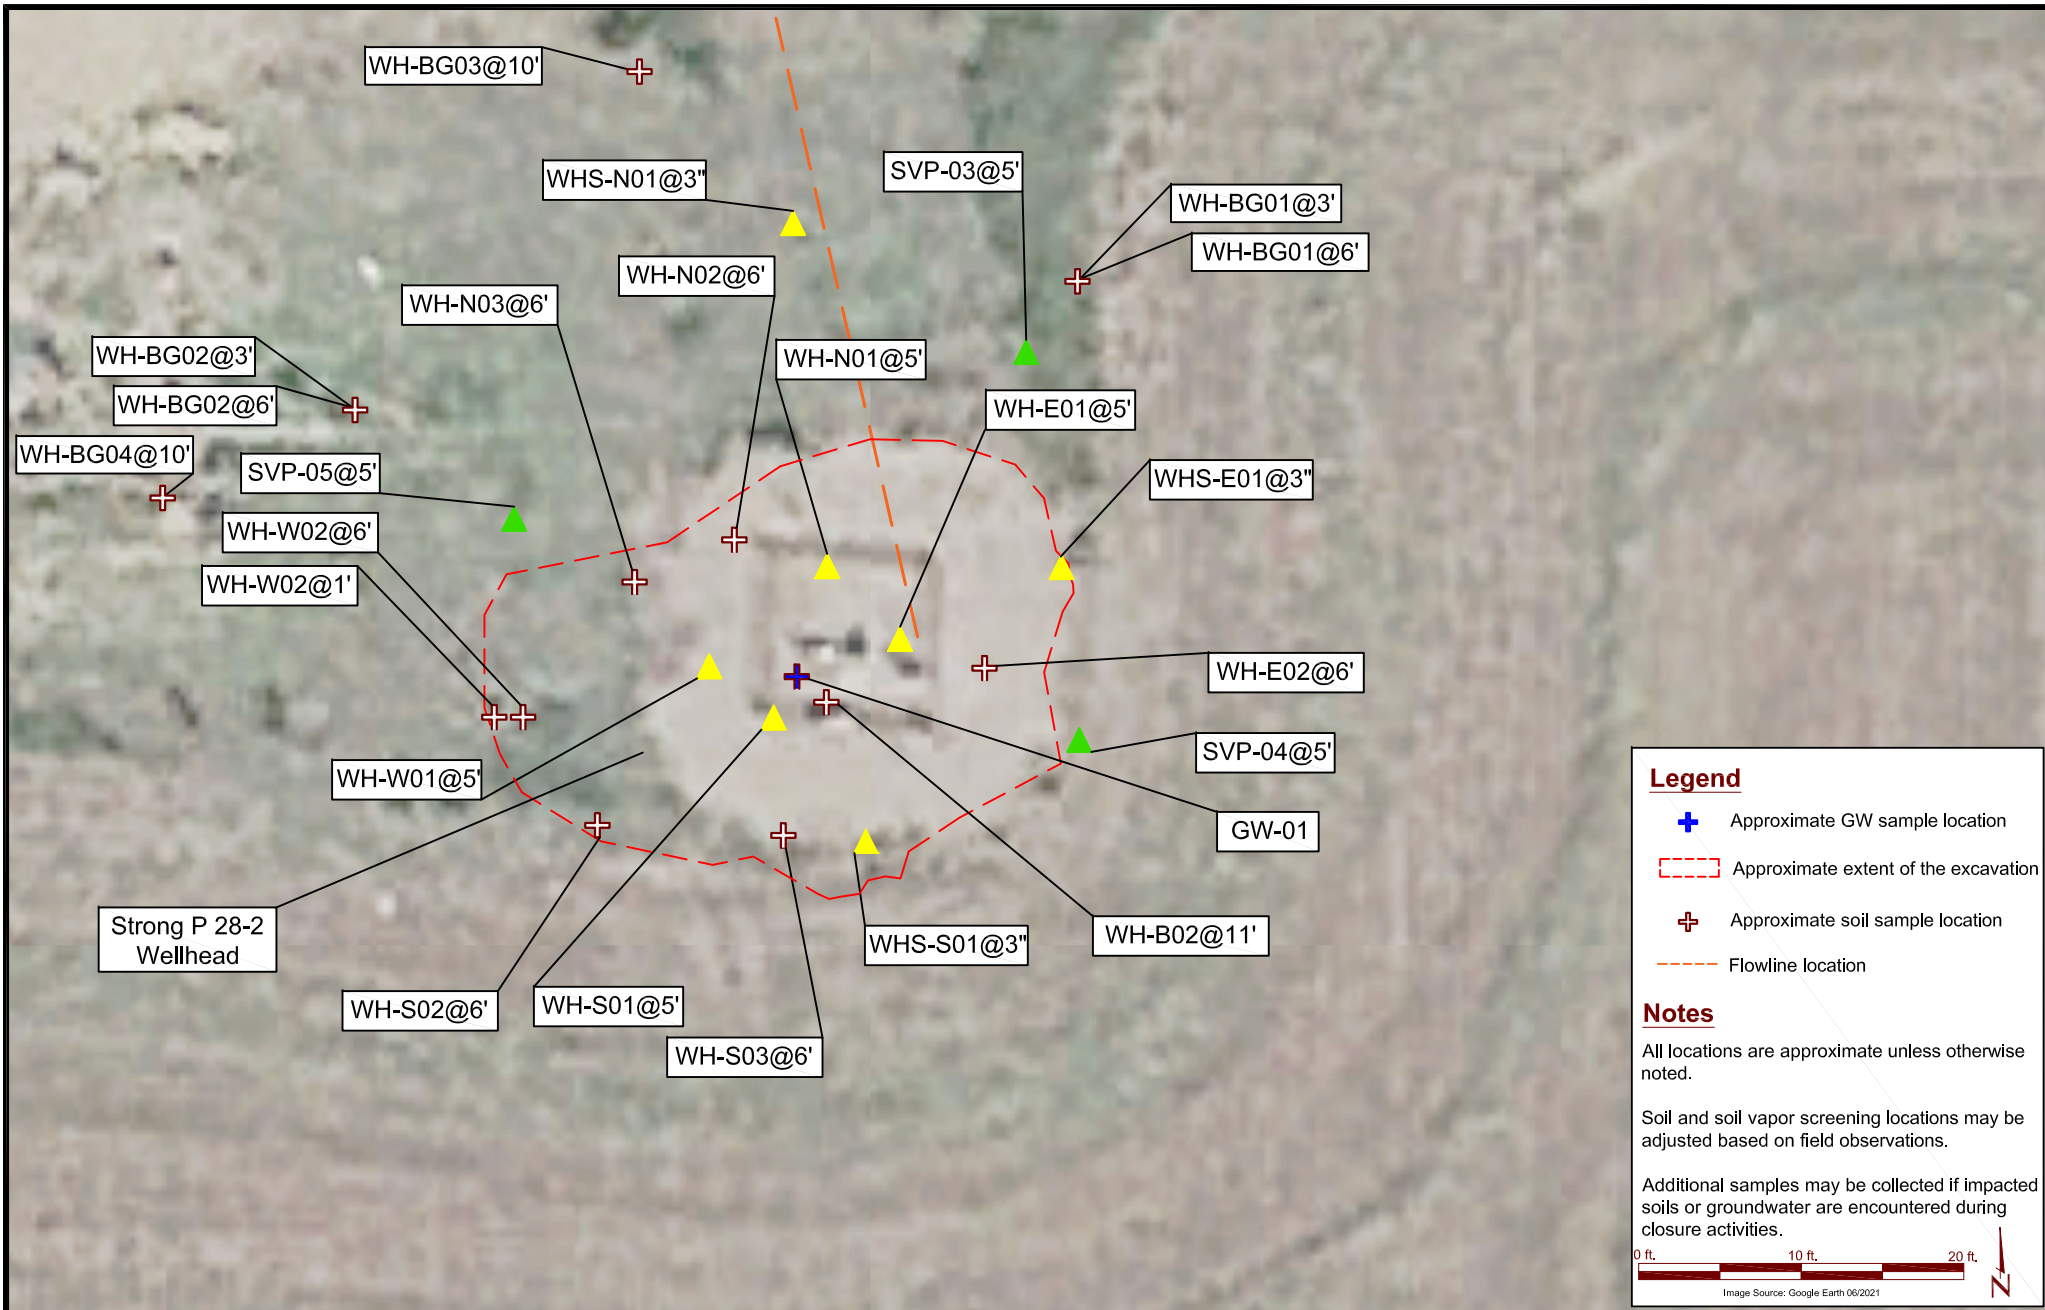 WH-BG03@10'
WHS-N01@3"
SVP-03@5'
WH-BG01@3'
WH-BG01@6'
WH-N02@6'
WH-N03@6'
WH-N01@5'
WH-BG02@3'
WH-BG02@6'
WH-E01@5'
WH-BG04@10'
SVP-05@5'
WHS-E01@3"
WH-W02@6'
WH-W02@1'
WH-E02@6'
SVP-04@5'
WH-W01@5'
GW-01
Strong P 28-2
Wellhead
WHS-S01@3"
WH-B02@11'
WH-S02@6'
WH-S01@5'
WH-S03@6'
Legend
Approximate GW sample location
Approximate extent of the excavation
Approximate soil sample location
Flowline location
Notes
All locations are approximate unless otherwise
noted.
Soil and soil vapor screening locations may be
adjusted based on field observations.
Additional samples may be collected if impacted
soils or groundwater are encountered during
closure activities.
0 ft. 10 ft. 20 ft.
N
Image Source: Google Earth 06/2021